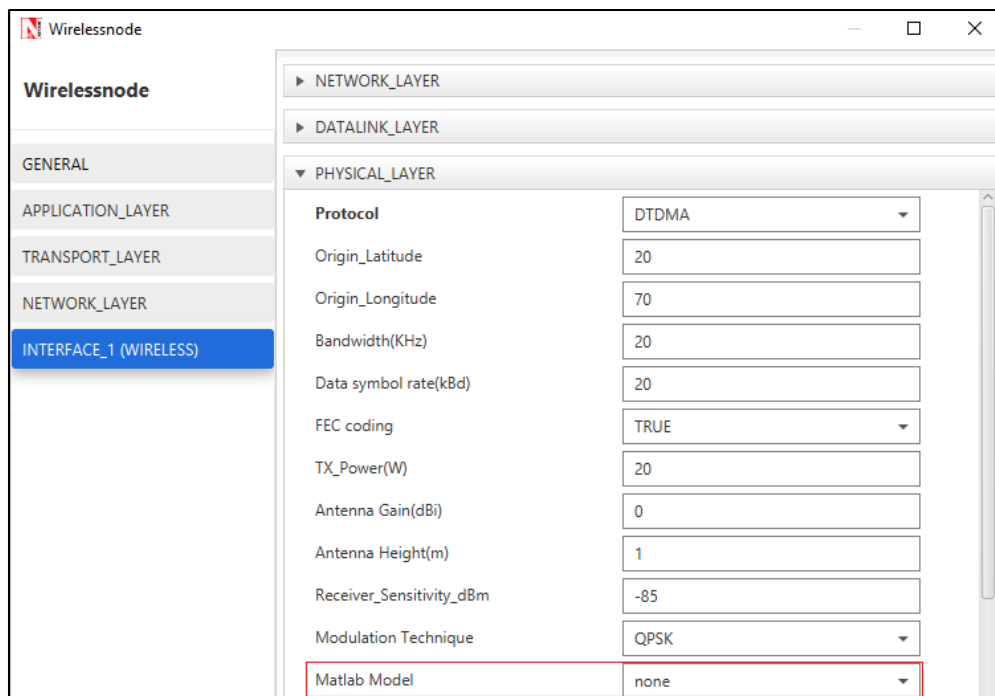 Wirelessnode
Wirelessnode
GENERAL
APPLICATION_LAYER
TRANSPORT_LAYER
NETWORK_LAYER
INTERFACE_1 (WIRELESS)
NETWORK_LAYER
DATALINK_LAYER
PHYSICAL_LAYER
Protocol DTDMA
Origin_Latitude 20
Origin_Longitude 70
Bandwidth(KHz) 20
Data symbol rate(kBd) 20
FEC coding TRUE
TX_Power(W) 20
Antenna Gain(dBi) 0
Antenna Height(m) 1
Receiver_Sensitivity_dBm -85
Modulation Technique QPSK
Matlab Model none